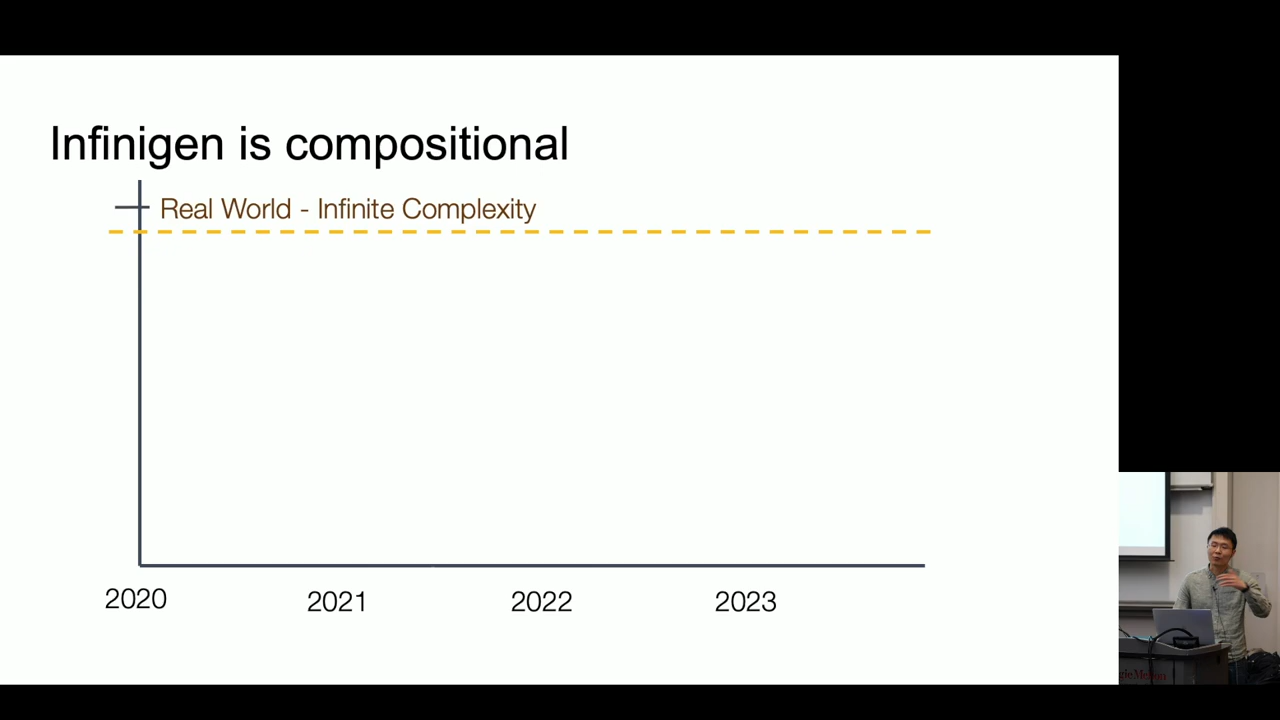 Infinigen is compositional
Real World - Infinite Complexity
2020 2021 2022 2023